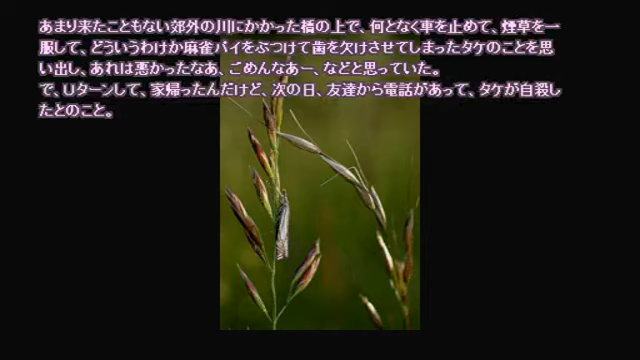 あまり来たこともない郊外の川にかかった橋の上で、何となく車を止めて、煙草を一
服して、どういうわけか麻雀パイをぶつけて歯を欠けさせてしまったタケのことを思
い出し、あれは悪かったなあ、ごめんなあー、などと思っていた。
で、Uターンして、家帰ったんだけど、次の日、友達から電話があって、タケが自殺し
たとのこと。